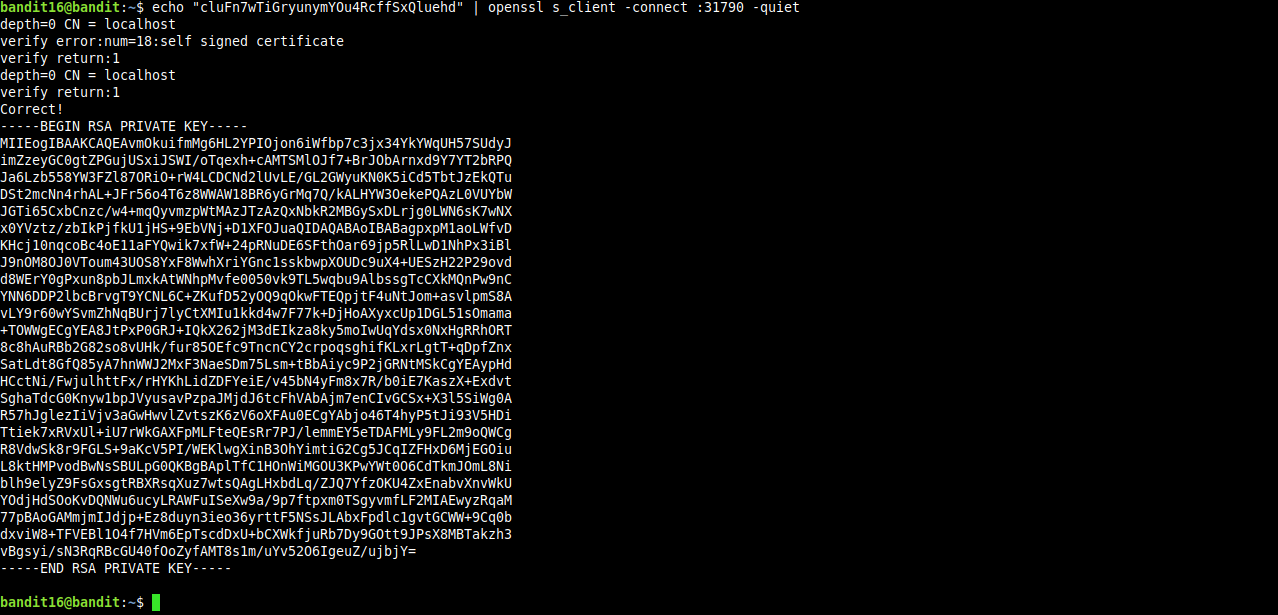 bandit16@bandit:~$ echo "cluFn7wTiGryunymYOu4RcffSxQluehd" | openssl s_client -connect :31790 -quiet
depth=0 CN = localhost
verify error:num=18:self signed certificate
verify return:1
depth=0 CN = localhost
verify return:1
Correct!
-----BEGIN RSA PRIVATE KEY-----
MIIEogIBAAKCAQEAvmOkuifmMg6HL2YPIOjon6iWfbp7c3jx34YkYWqUH57SUdyJ
imZzeyGC0gtZPGujUSxiJSWI/oTqexh+cAMTSMlOJf7+BrJObArnxd9Y7YT2bRPQ
Ja6Lzb558YW3FZl87ORiO+rW4LCDCNd2lUvLE/GL2GWyuKN0K5iCd5TbtJzEkQTu
DSt2mcNn4rhAL+JFr56o4T6z8WWAW18BR6yGrMq7Q/kALHYW3OekePQAzL0VUYbW
JGTi65CxbCnzc/w4+mqQyvmzpWtMAzJTzAzQxNbkR2MBGySxDLrjg0LWN6sK7wNX
x0YVztz/zbIkPjfkU1jHS+9EbVNj+D1XFOJuaQIDAQABAoIBABagpxpM1aoLWfvD
KHcj10nqcoBc4oE11aFYQwik7xfW+24pRNuDE6SFthOar69jp5RlLwD1NhPx3iBl
J9nOM8OJ0VToum43UOS8YxF8WwhXriYGnc1sskbwpXOUDc9uX4+UESzH22P29ovd
d8WErY0gPxun8pbJLmxkAtWNhpMvfe0050vk9TL5wqbu9AlbssgTcCXkMQnPw9nC
YNN6DDP2lbcBrvgT9YCNL6C+ZKufD52yOQ9qOkwFTEQpjtF4uNtJom+asvlpmS8A
vLY9r60wYSvmZhNqBUrj7lyCtXMIu1kkd4w7F77k+DjHoAXyxcUp1DGL51sOmama
+TOWWgECgYEA8JtPxP0GRJ+IQkX262jM3dEIkza8ky5moIwUqYdsx0NxHgRRhORT
8c8hAuRBb2G82so8vUHk/fur85OEfc9TncnCY2crpoqsghifKLxrLgtT+qDpfZnx
SatLdt8GfQ85yA7hnWWJ2MxF3NaeSDm75Lsm+tBbAiyc9P2jGRNtMSkCgYEAypHd
HCctNi/FwjulhttFx/rHYKhLidZDFYeiE/v45bN4yFm8x7R/b0iE7KaszX+Exdvt
SghaTdcG0Knyw1bpJVyusavPzpaJMjdJ6tcFhVAbAjm7enCIvGCSx+X3l5SiWg0A
R57hJglezIiVjv3aGwHwvlZvtszK6zV6oXFAu0ECgYAbjo46T4hyP5tJi93V5HDi
Ttiek7xRVxUl+iU7rWkGAXFpMLFteQEsRr7PJ/lemmEY5eTDAFMLy9FL2m9oQWCg
R8VdwSk8r9FGLS+9aKcV5PI/WEKlwgXinB3OhYimtiG2Cg5JCqIZFHxD6MjEGOiu
L8ktHMPvodBwNsSBULpG0QKBgBAplTfC1HOnWiMGOU3KPwYWt0O6CdTkmJOmL8Ni
blh9elyZ9FsGxsgtRBXRsqXuz7wtsQAgLHxbdLq/ZJQ7YfzOKU4ZxEnabvXnvWkU
YOdjHdSOoKvDQNWu6ucyLRAWFuISeXw9a/9p7ftpxm0TSgyvmfLF2MIAEwyzRqaM
77pBAoGAMmjmIJdjp+Ez8duyn3ieo36yrttF5NSsJLAbxFpdlc1gvtGCWW+9Cq0b
dxviW8+TFVEBl1O4f7HVm6EpTscdDxU+bCXWkfjuRb7Dy9GOtt9JPsX8MBTakzh3
vBgsyi/sN3RqRBcGU40fOoZyfAMT8s1m/uYv52O6IgeuZ/ujbjY=
-----END RSA PRIVATE KEY-----
bandit16@bandit:~$